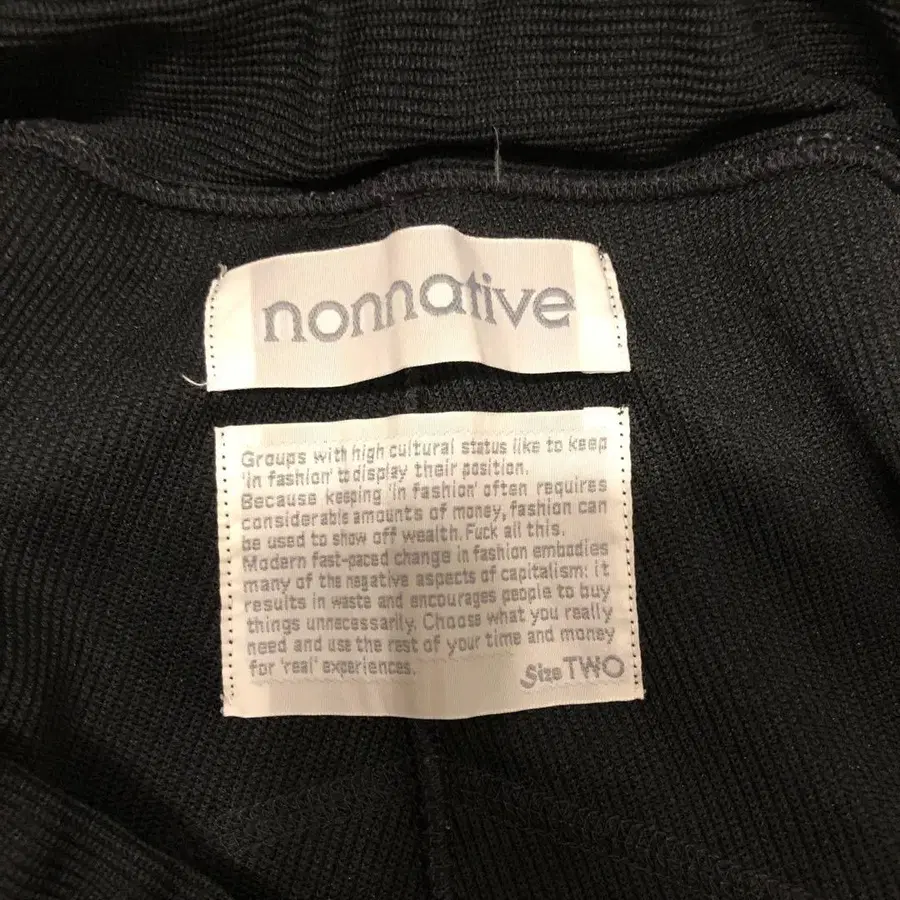 nonnative
Groups with high cultural status like to keep
'in fashion' to display their position.
Because keeping 'in fashion' often requires
considerable amounts of money, fashion can
be used to show off wealth. Fuck all this.
Modern fast-paced change in fashion embodies
many of the negative aspects of capitalism: it
results in waste and encourages people to buy
things unnecessarily. Choose what you really
need and use the rest of your time and money
for 'real' experiences.
Size TWO